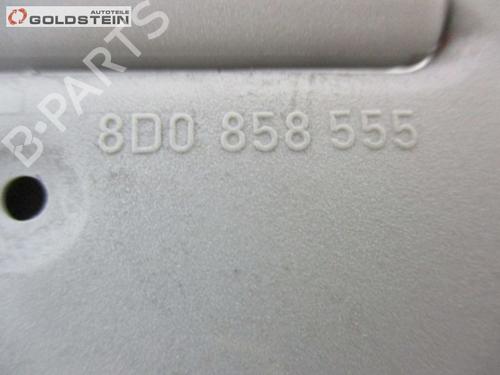 AUTOTEILE
GOLDSTEIN
B-PARTS
8D0 858 555